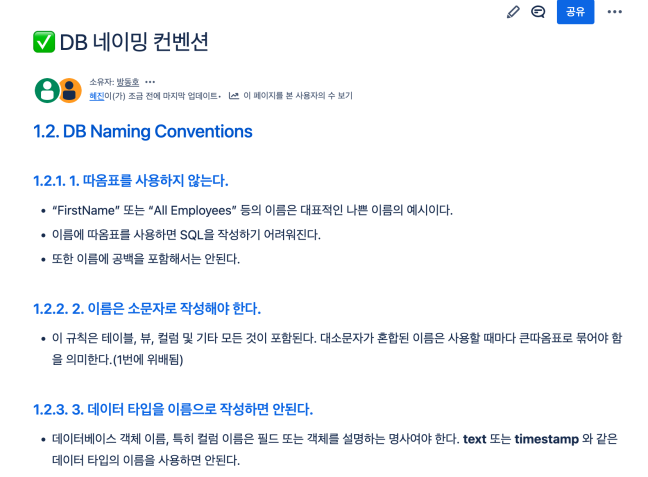 공유
✅ DB 네이밍 컨벤션
소유자: 방동호
혜진이(가) 조금 전에 마지막 업데이트• 이 페이지를 본 사용자의 수 보기
1.2. DB Naming Conventions
1.2.1. 1. 따옴표를 사용하지 않는다.
• “FirstName” 또는 “All Employees” 등의 이름은 대표적인 나쁜 이름의 예시이다.
• 이름에 따옴표를 사용하면 SQL을 작성하기 어려워진다.
• 또한 이름에 공백을 포함해서는 안된다.
1.2.2. 2. 이름은 소문자로 작성해야 한다.
• 이 규칙은 테이블, 뷰, 컬럼 및 기타 모든 것이 포함된다. 대소문자가 혼합된 이름은 사용할 때마다 큰따옴표로 묶어야 함
을 의미한다.(1번에 위배됨)
1.2.3. 3. 데이터 타입을 이름으로 작성하면 안된다.
• 데이터베이스 객체 이름, 특히 컬럼 이름은 필드 또는 객체를 설명하는 명사여야 한다. text 또는 timestamp 와 같은
데이터 타입의 이름을 사용하면 안된다.